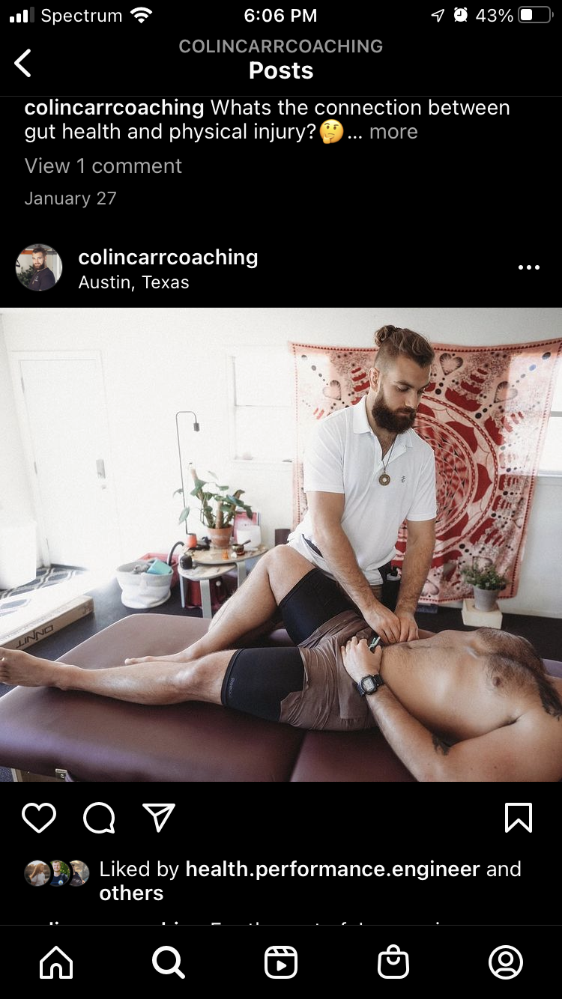 Spectrum
6:06 PM
43%
COLINCARRCOACHING
Posts
colincarrcoaching Whats the connection between
gut health and physical injury?🤔... more
View 1 comment
January 27
colincarrcoaching
Austin, Texas
ONNIT
Liked by health.performance.engineer and
others